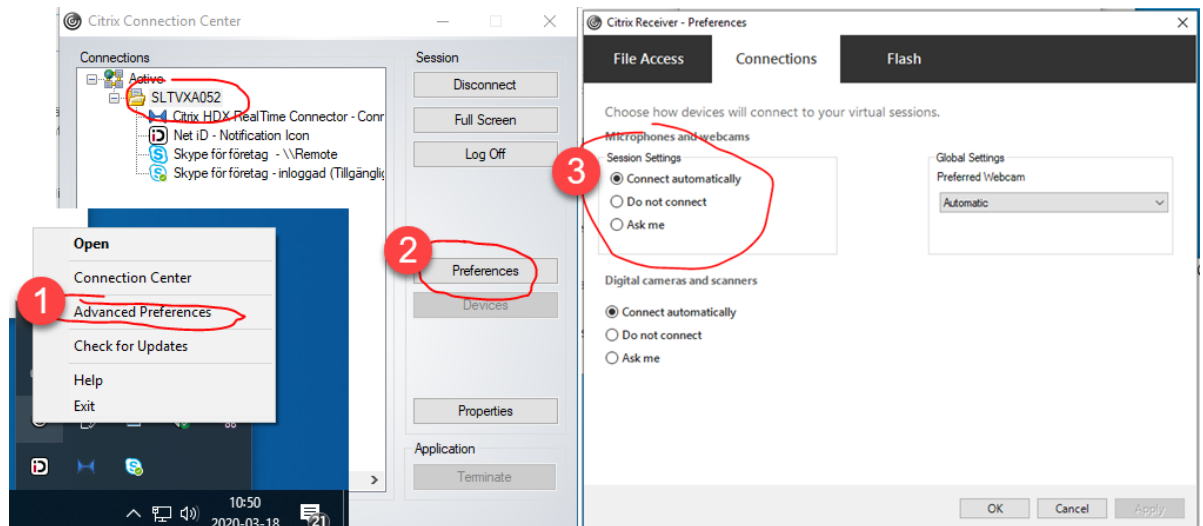 Citrix Connection Center
Connections
Active
SLTVXA052
Citrix HDX RealTime Connector - Conr
Net iD - Notification Icon
Skype för företag - \\Remote
Skype för företag - inloggad (Tillgänglig
Session
Disconnect
Full Screen
Log Off
2
Preferences
Devices
Properties
Application
Terminate
Open
Connection Center
1
Advanced Preferences
Check for Updates
Help
Exit
10:50
2020-03-18
21
Citrix Receiver - Preferences
File Access
Connections
Flash
Choose how devices will connect to your virtual sessions.
Microphones and webcams
3
Session Settings
Connect automatically
Do not connect
Ask me
Global Settings
Preferred Webcam
Automatic
Digital cameras and scanners
Connect automatically
Do not connect
Ask me
OK
Cancel
Apply